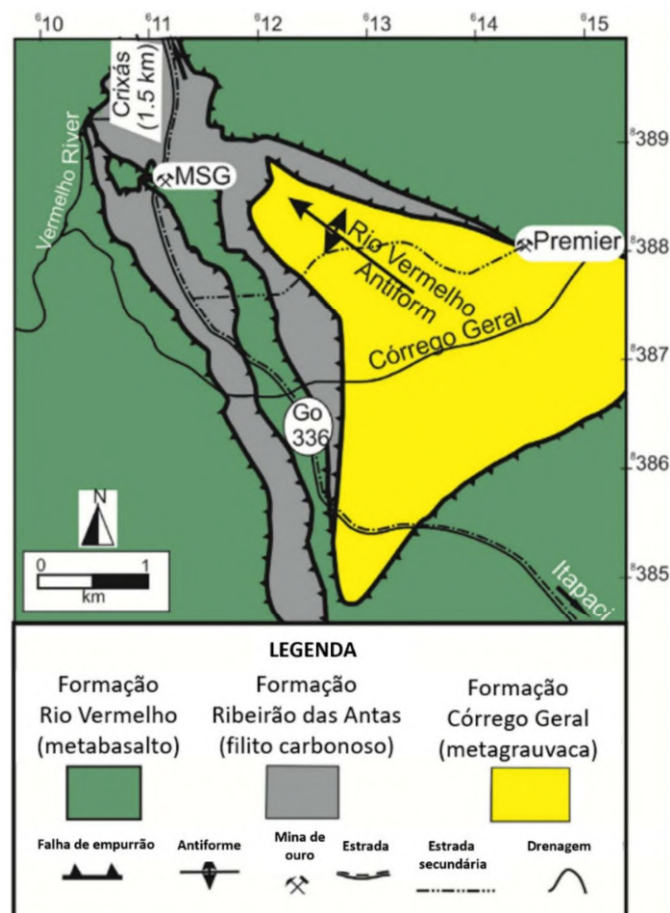 ⁶10 ⁶11 ⁶12 ⁶13 ⁶14 ⁶15
Crixás
(1.5 km)
Vermelho River
MSG
⁸389
Rio Vermelho
Antiform
Premier
⁸388
Córrego Geral
⁸387
Go
336
⁸386
N
0 1
km
Itapaci
⁸385
LEGENDA
Formação
Rio Vermelho
(metabasalto)
Formação
Ribeirão das Antas
(filito carbonoso)
Formação
Córrego Geral
(metagrauvaca)
Falha de empurrão
Antiforme
Mina de
ouro
Estrada
Estrada
secundária
Drenagem